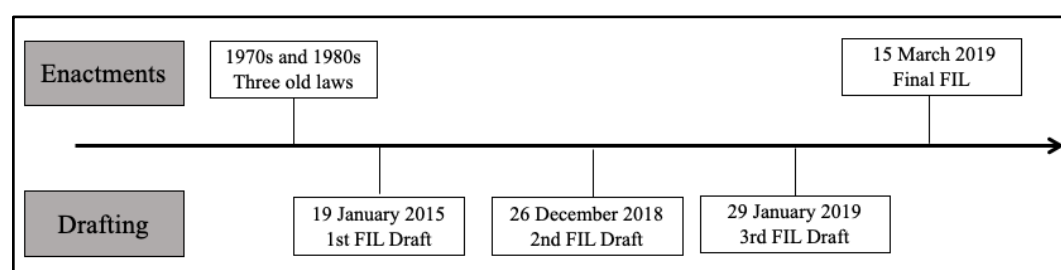 Enactments
1970s and 1980s
Three old laws
15 March 2019
Final FIL
Drafting
19 January 2015
1st FIL Draft
26 December 2018
2nd FIL Draft
29 January 2019
3rd FIL Draft